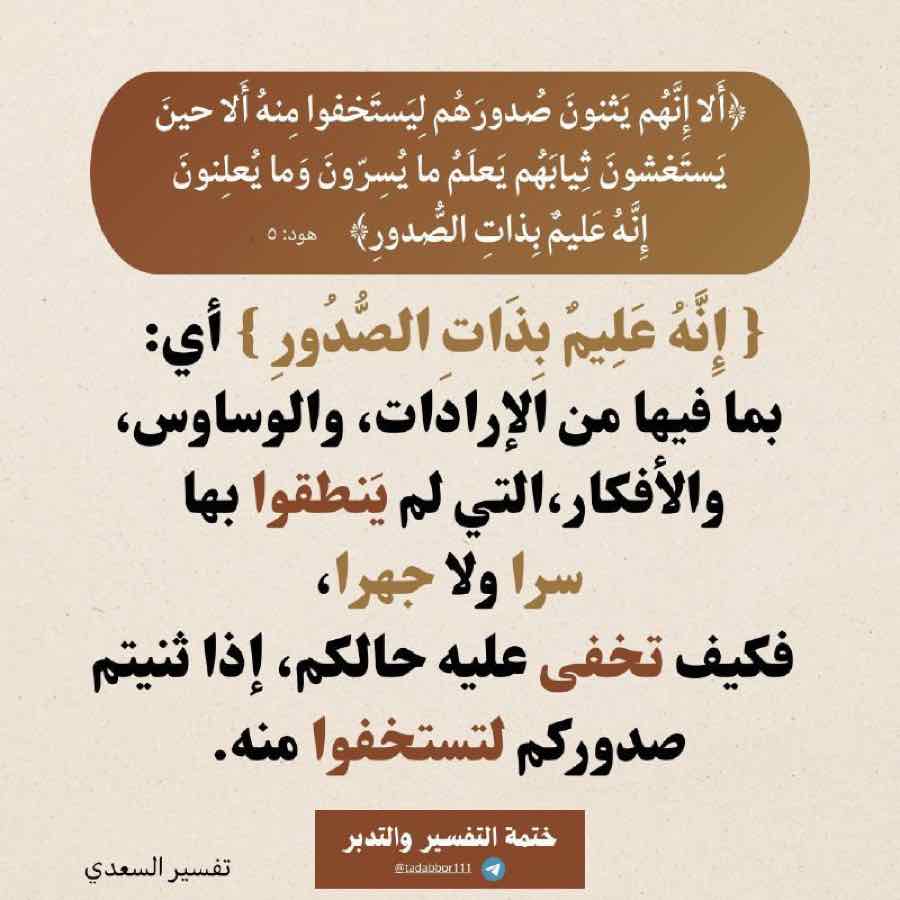 ﴿أَلا إِنَّهُم يَثنونَ صُدورَهُم لِيَستَخفوا مِنهُ أَلا حينَ
يَستَغشونَ ثِيابَهُم يَعلَمُ ما يُسِرّونَ وَما يُعلِنونَ
إِنَّهُ عَليمٌ بِذاتِ الصُّدورِ﴾ هود: ٥
{ إِنَّهُ عَلِيمٌ بِذَاتِ الصُّدُورِ } أي:
بما فيها من الإرادات، والوساوس،
والأفكار،التي لم يَنطقوا بها
سرا ولا جهرا،
فكيف تخفى عليه حالكم، إذا ثنيتم
صدوركم لتستخفوا منه.
ختمة التفسير والتدبر
@tadabbor111
تفسير السعدي